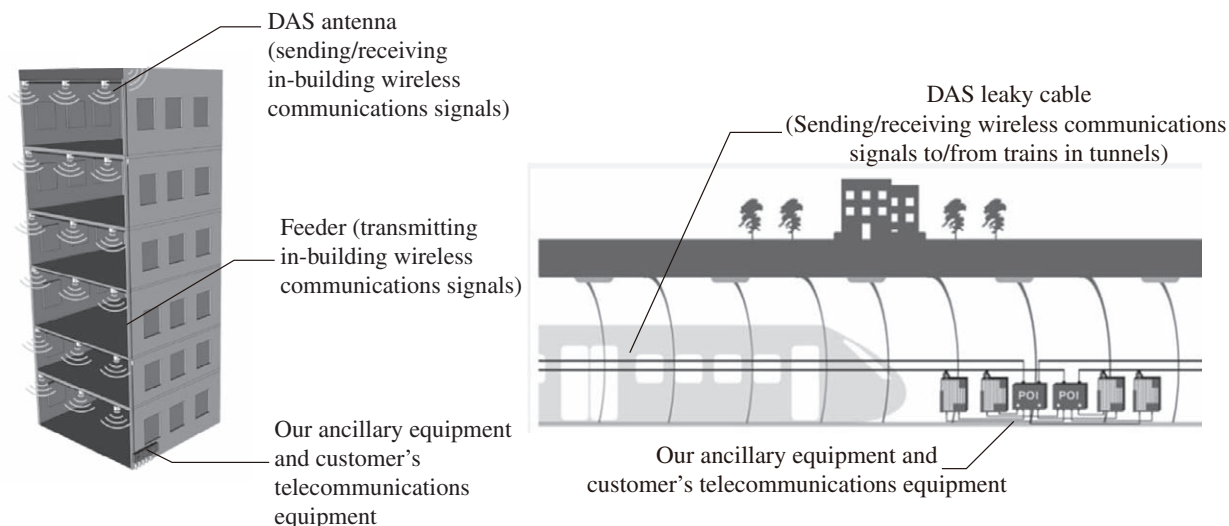 DAS antenna
(sending/receiving
in-building wireless
communications signals)
Feeder (transmitting
in-building wireless
communications signals)
Our ancillary equipment
and customer’s
telecommunications
equipment
DAS leaky cable
(Sending/receiving wireless communications
signals to/from trains in tunnels)
POI
POI
Our ancillary equipment and
customer’s telecommunications equipment